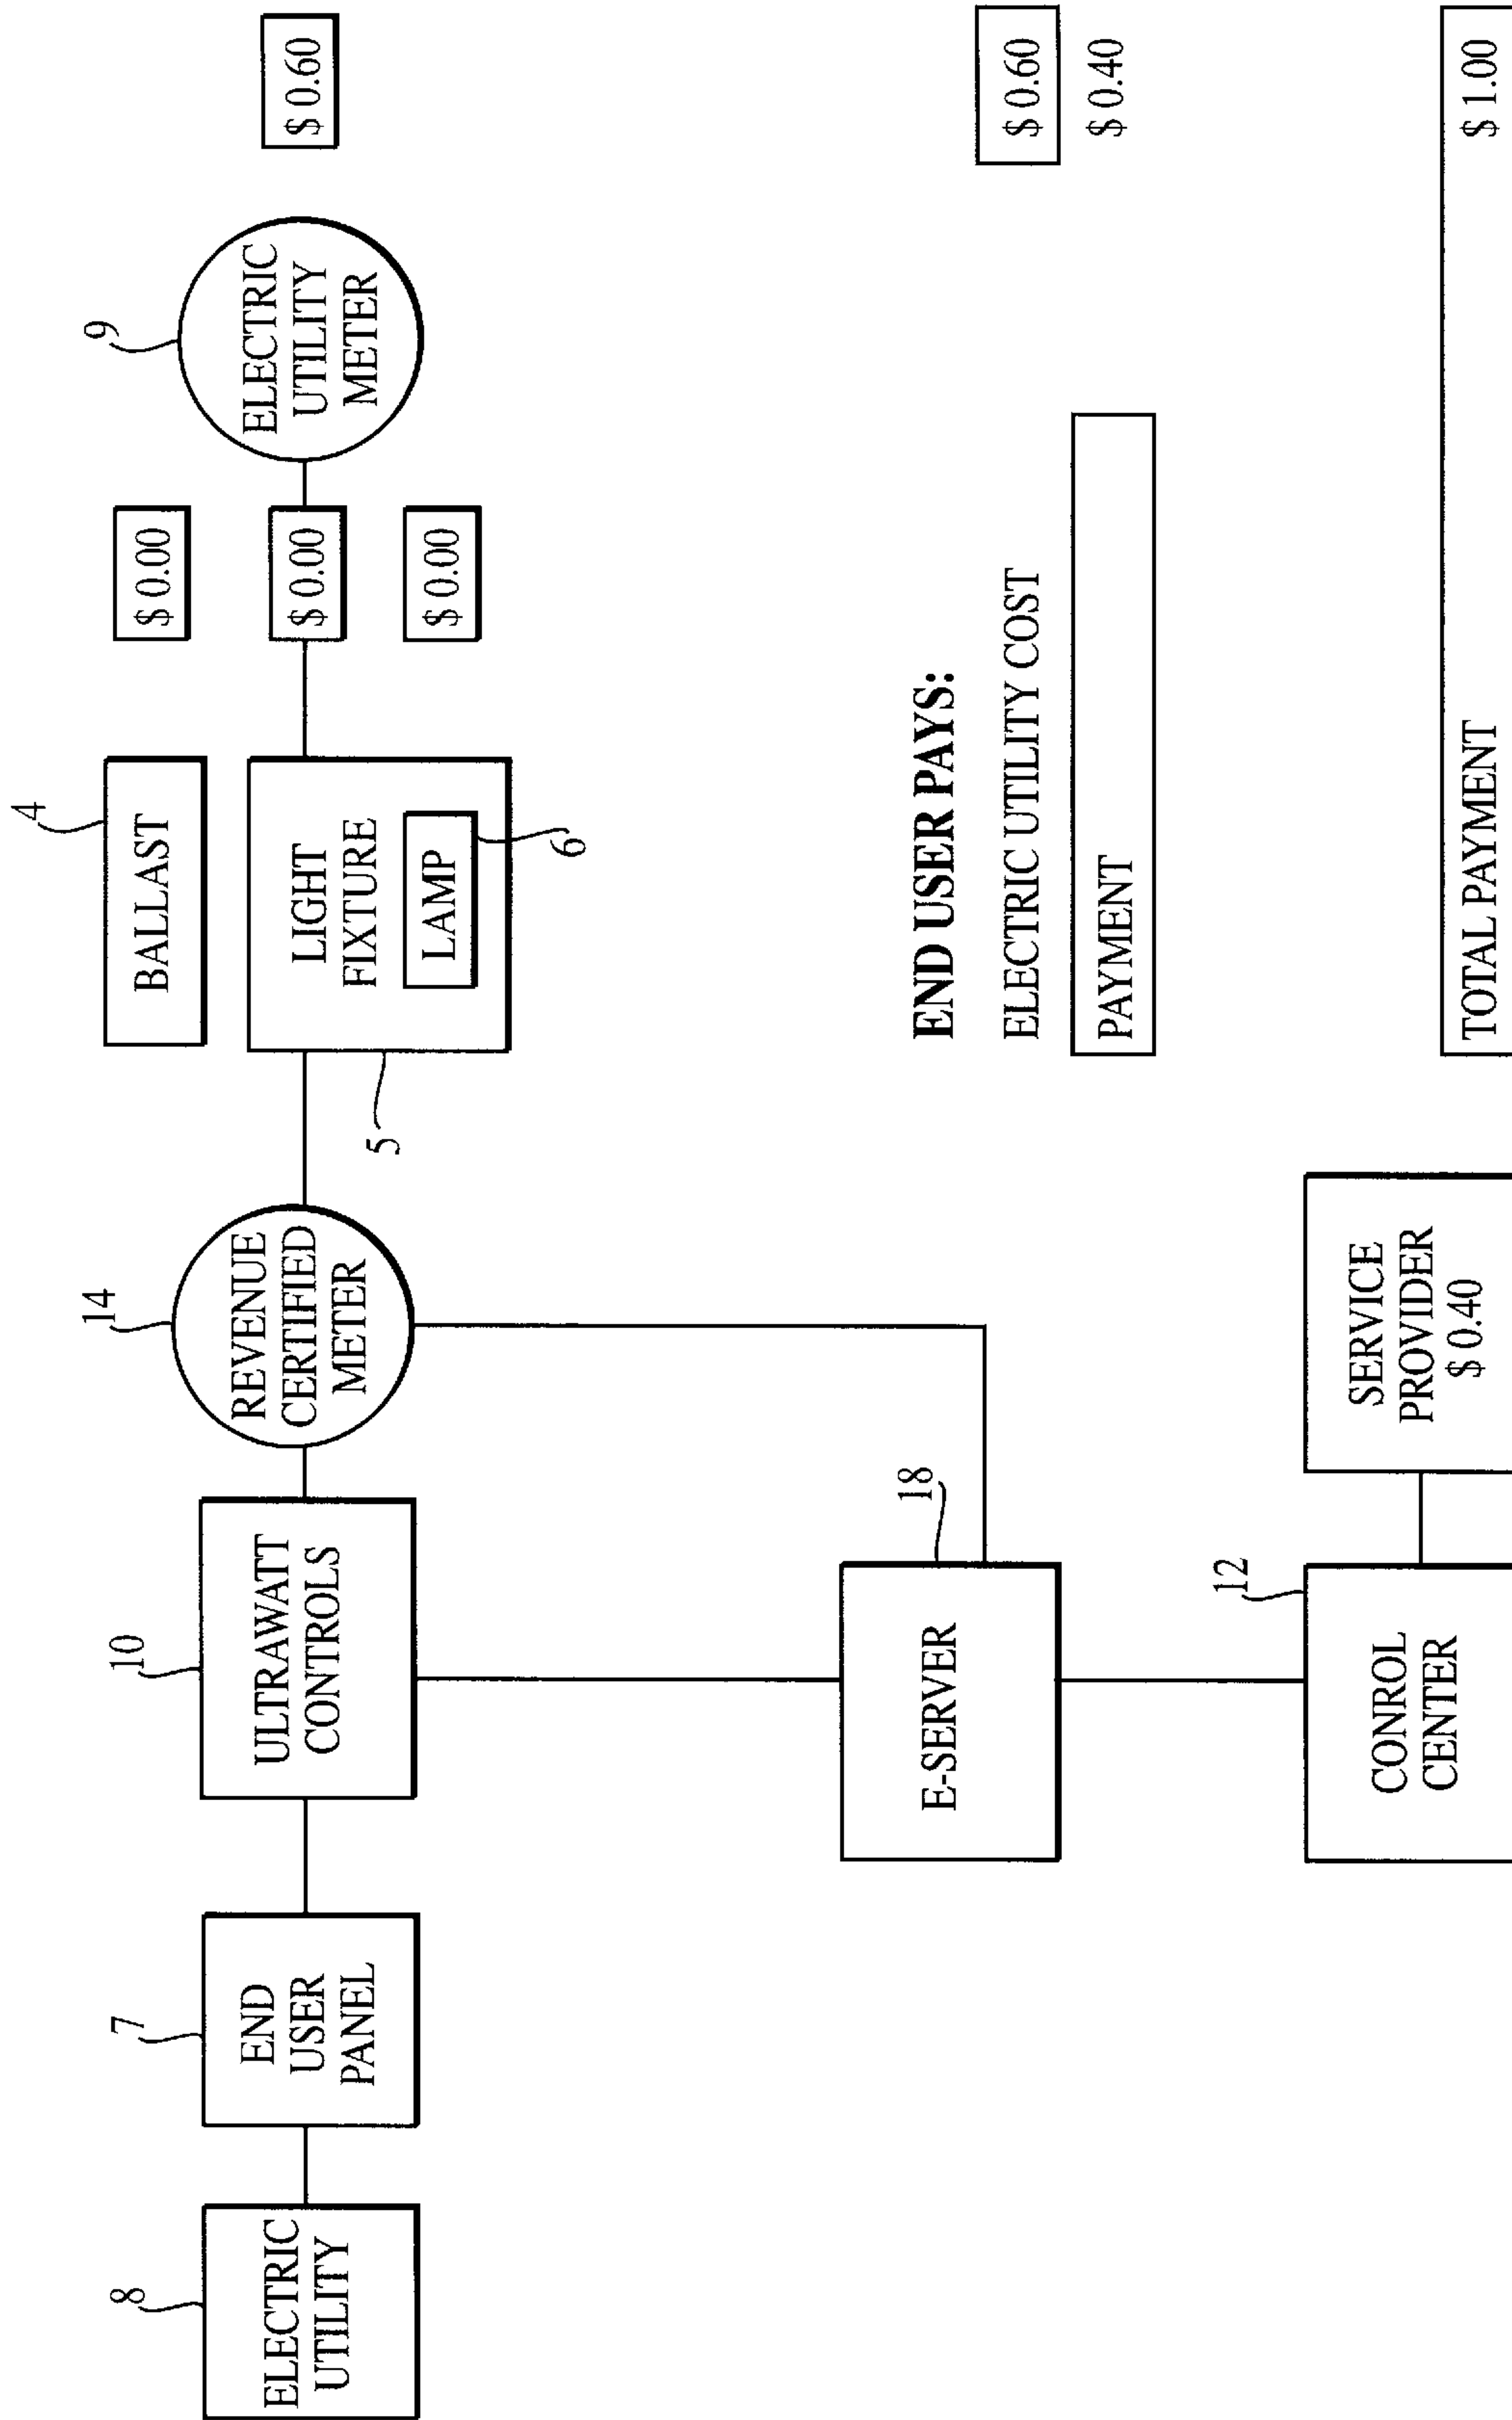 8
ELECTRIC
UTILITY
7
END
USER
PANEL
10
ULTRAWATT
CONTROLS
14
REVENUE
CERTIFIED
METER
4
BALLAST
5
LIGHT
FIXTURE
LAMP
6
$ 0.00
$ 0.00
$ 0.00
9
ELECTRIC
UTILITY
METER
$ 0.60
18
E-SERVER
12
CONROL
CENTER
SERVICE
PROVIDER
$ 0.40
END USER PAYS:
ELECTRIC UTILITY COST $ 0.60
PAYMENT $ 0.40
TOTAL PAYMENT $ 1.00